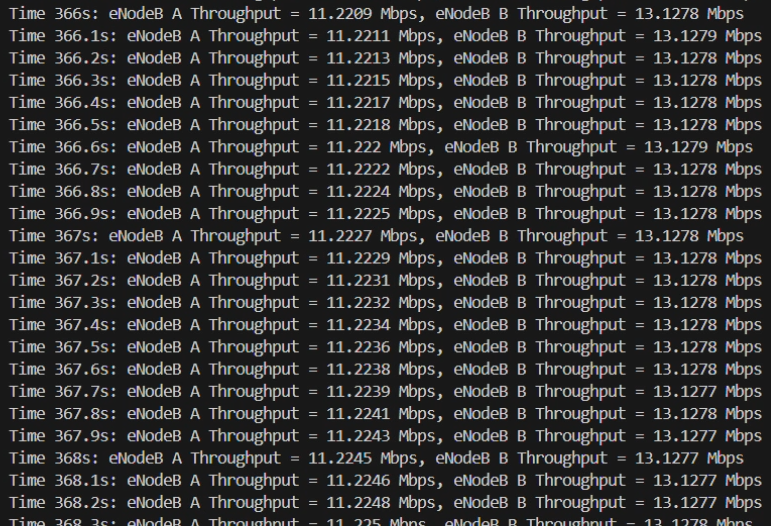 Time 366s: eNodeB A Throughput = 11.2209 Mbps, eNodeB B Throughput = 13.1278 Mbps
Time 366.1s: eNodeB A Throughput = 11.2211 Mbps, eNodeB B Throughput = 13.1279 Mbps
Time 366.2s: eNodeB A Throughput = 11.2213 Mbps, eNodeB B Throughput = 13.1278 Mbps
Time 366.3s: eNodeB A Throughput = 11.2215 Mbps, eNodeB B Throughput = 13.1278 Mbps
Time 366.4s: eNodeB A Throughput = 11.2217 Mbps, eNodeB B Throughput = 13.1278 Mbps
Time 366.5s: eNodeB A Throughput = 11.2218 Mbps, eNodeB B Throughput = 13.1278 Mbps
Time 366.6s: eNodeB A Throughput = 11.222 Mbps, eNodeB B Throughput = 13.1279 Mbps
Time 366.7s: eNodeB A Throughput = 11.2222 Mbps, eNodeB B Throughput = 13.1278 Mbps
Time 366.8s: eNodeB A Throughput = 11.2224 Mbps, eNodeB B Throughput = 13.1278 Mbps
Time 366.9s: eNodeB A Throughput = 11.2225 Mbps, eNodeB B Throughput = 13.1278 Mbps
Time 367s: eNodeB A Throughput = 11.2227 Mbps, eNodeB B Throughput = 13.1278 Mbps
Time 367.1s: eNodeB A Throughput = 11.2229 Mbps, eNodeB B Throughput = 13.1278 Mbps
Time 367.2s: eNodeB A Throughput = 11.2231 Mbps, eNodeB B Throughput = 13.1278 Mbps
Time 367.3s: eNodeB A Throughput = 11.2232 Mbps, eNodeB B Throughput = 13.1278 Mbps
Time 367.4s: eNodeB A Throughput = 11.2234 Mbps, eNodeB B Throughput = 13.1278 Mbps
Time 367.5s: eNodeB A Throughput = 11.2236 Mbps, eNodeB B Throughput = 13.1278 Mbps
Time 367.6s: eNodeB A Throughput = 11.2238 Mbps, eNodeB B Throughput = 13.1278 Mbps
Time 367.7s: eNodeB A Throughput = 11.2239 Mbps, eNodeB B Throughput = 13.1277 Mbps
Time 367.8s: eNodeB A Throughput = 11.2241 Mbps, eNodeB B Throughput = 13.1278 Mbps
Time 367.9s: eNodeB A Throughput = 11.2243 Mbps, eNodeB B Throughput = 13.1277 Mbps
Time 368s: eNodeB A Throughput = 11.2245 Mbps, eNodeB B Throughput = 13.1277 Mbps
Time 368.1s: eNodeB A Throughput = 11.2246 Mbps, eNodeB B Throughput = 13.1277 Mbps
Time 368.2s: eNodeB A Throughput = 11.2248 Mbps, eNodeB B Throughput = 13.1277 Mbps
Time 368.3s: eNodeB A Throughput = 11.225 Mbps, eNodeB B Throughput = 13.1278 Mbps